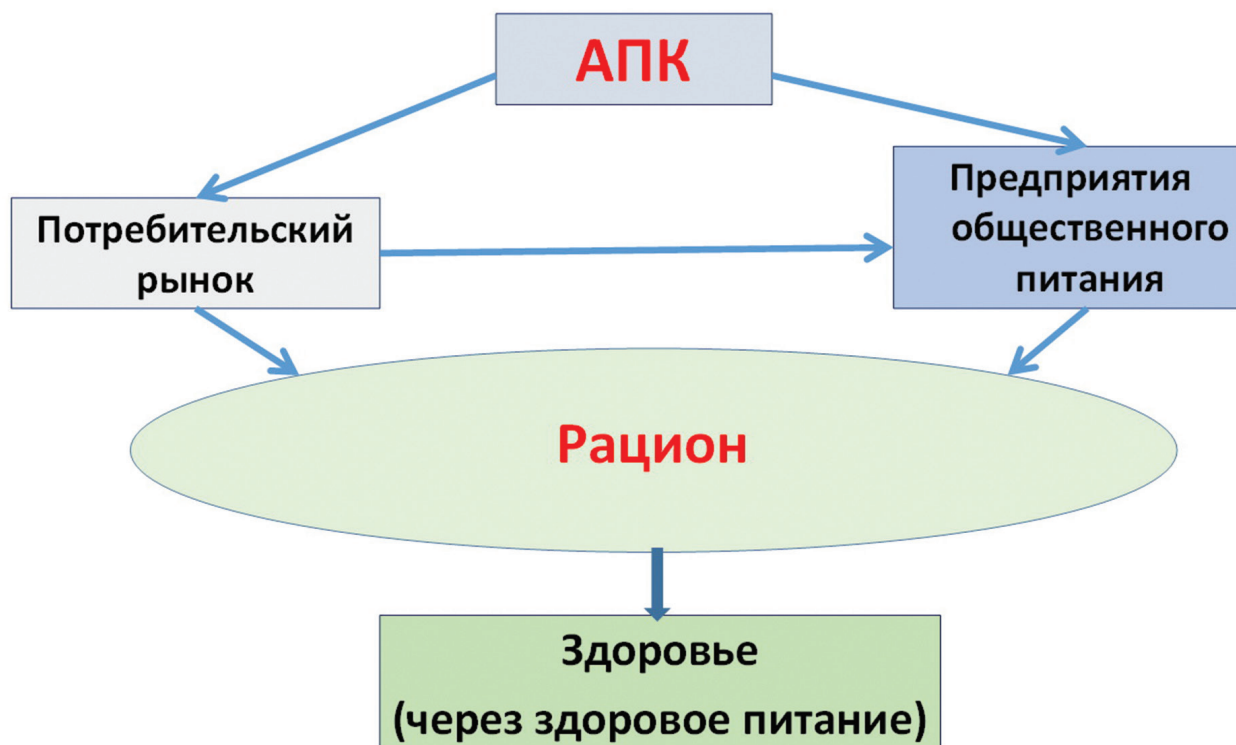 АПК
Потребительский
рынок
Предприятия
общественного
питания
Рацион
Здоровье
(через здоровое питание)